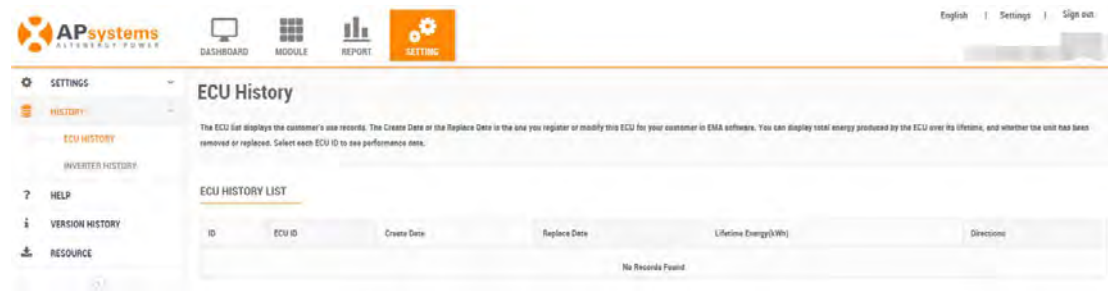 English | Settings | Sign out
APsystems
ALTENERGY POWER
DASHBOARD MODULE REPORT SETTING
SETTINGS
HISTORY
ECU HISTORY
INVERTER HISTORY
? HELP
i VERSION HISTORY
RESOURCE
ECU History
The ECU list displays the customer's use records. The Create Date or the Replace Date is the one you register or modify this ECU for your customer in EMA software. You can display total energy produced by the ECU over its lifetime, and whether the unit has been
removed or replaced. Select each ECU ID to see performance data.
ECU HISTORY LIST
ID ECU ID Create Date Replace Date Lifetime Energy(kWh) Directions
No Records Found